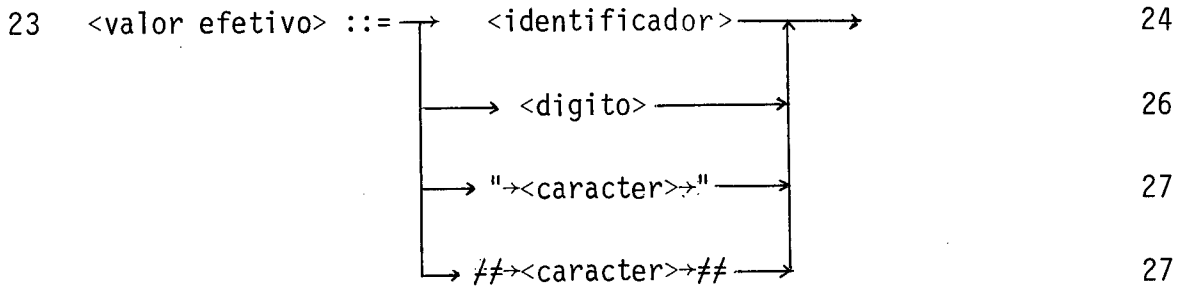 23 <valor efetivo> ::= → <identificador> → 24
→ <digito> → 26
→ "→<caracter>→" → 27
→ ≠≠→<caracter>→≠≠ → 27